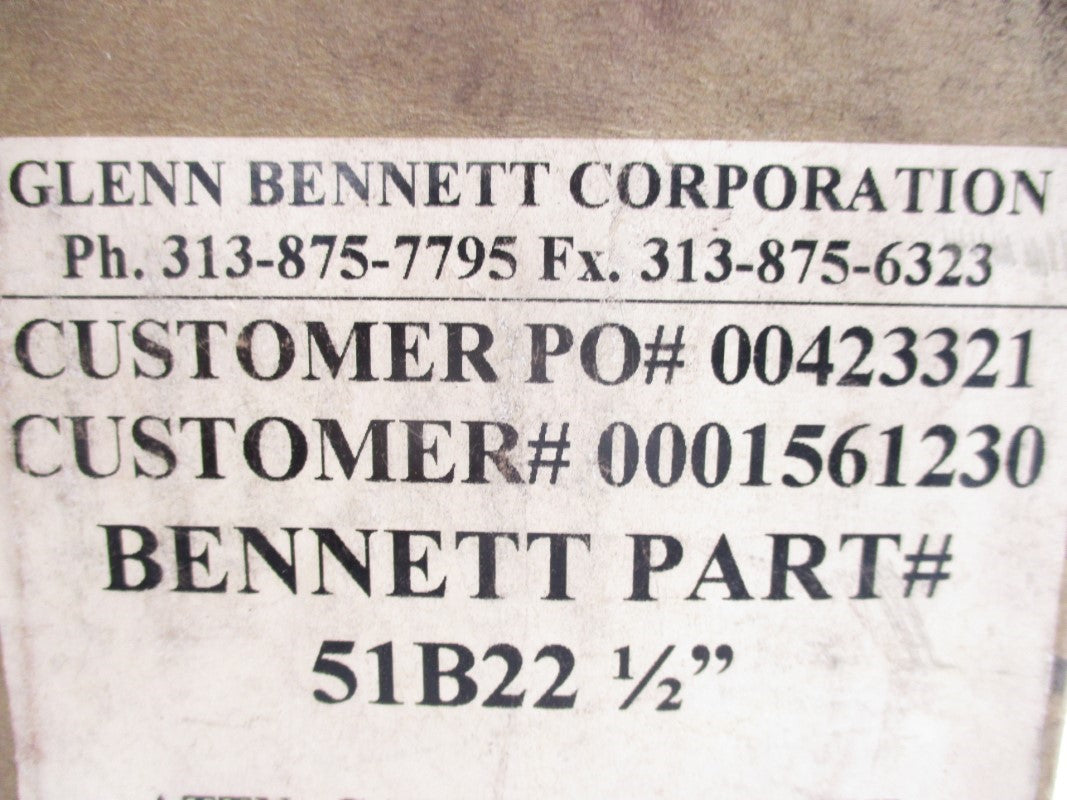 GLENN BENNETT CORPORATION
Ph. 313-875-7795 Fx. 313-875-6323
CUSTOMER PO# 00423321
CUSTOMER# 0001561230
BENNETT PART#
51B22 ½”